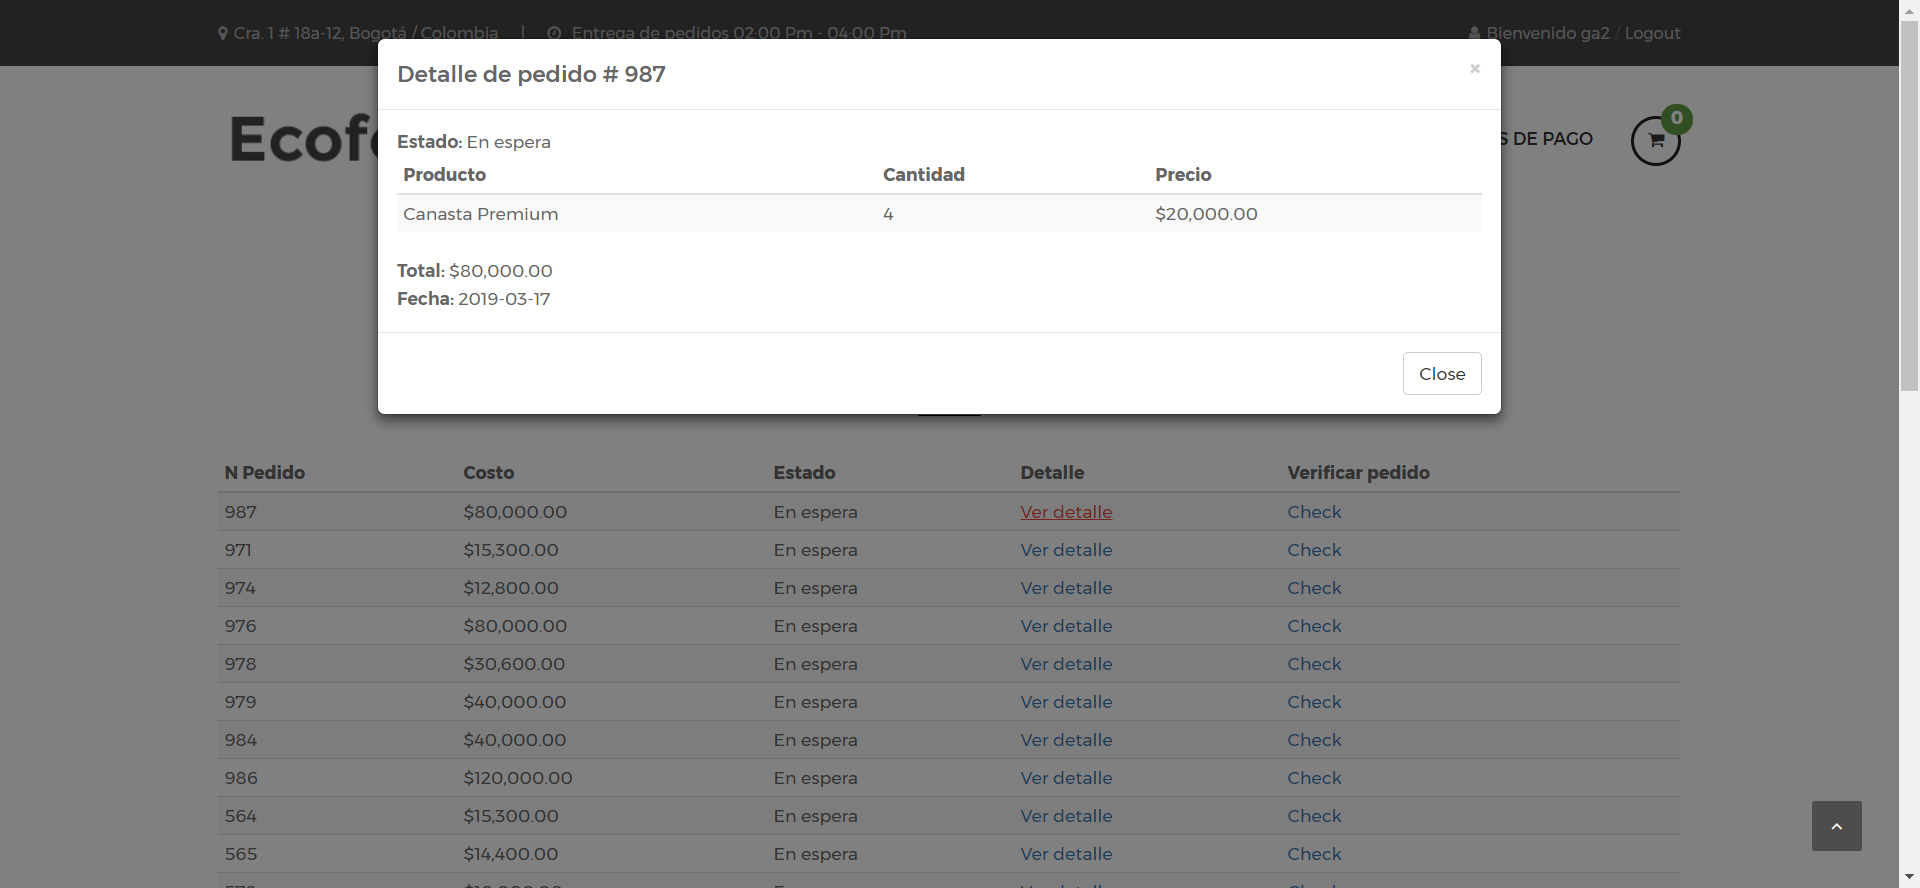 Cra. 1 # 18a-12, Bogotá / Colombia | Entrega de pedidos 02:00 Pm - 04:00 Pm Bienvenido ga2 / Logout
Detalle de pedido # 987 ×
Ecof
S DE PAGO 0
Estado: En espera
Producto Cantidad Precio
Canasta Premium 4 $20,000.00
Total: $80,000.00
Fecha: 2019-03-17
Close
N Pedido Costo Estado Detalle Verificar pedido
987 $80,000.00 En espera Ver detalle Check
971 $15,300.00 En espera Ver detalle Check
974 $12,800.00 En espera Ver detalle Check
976 $80,000.00 En espera Ver detalle Check
978 $30,600.00 En espera Ver detalle Check
979 $40,000.00 En espera Ver detalle Check
984 $40,000.00 En espera Ver detalle Check
986 $120,000.00 En espera Ver detalle Check
564 $15,300.00 En espera Ver detalle Check
565 $14,400.00 En espera Ver detalle Check